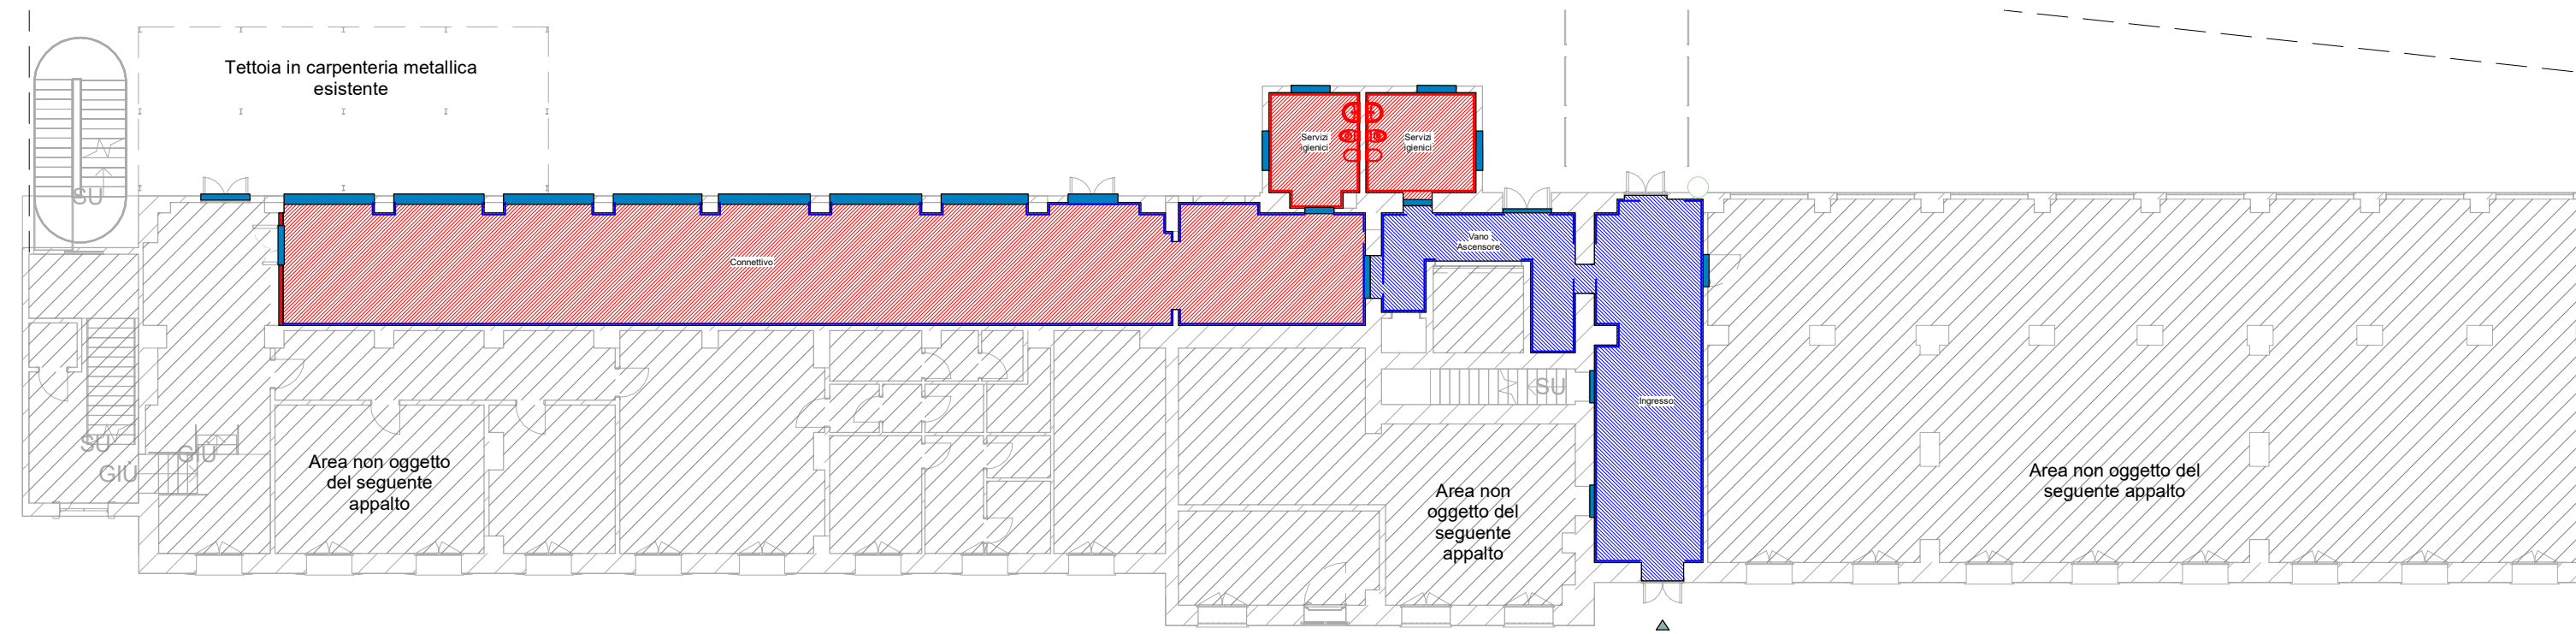 Tettoia in carpenteria metallica
esistente
Servizi
igienici
Servizi
igienici
SU
Vano
Ascensore
Connettivo
SU
Ingresso
SU
GIÙ
GIÙ
Area non oggetto
del seguente
appalto
Area non
oggetto del
seguente
appalto
Area non oggetto del
seguente appalto